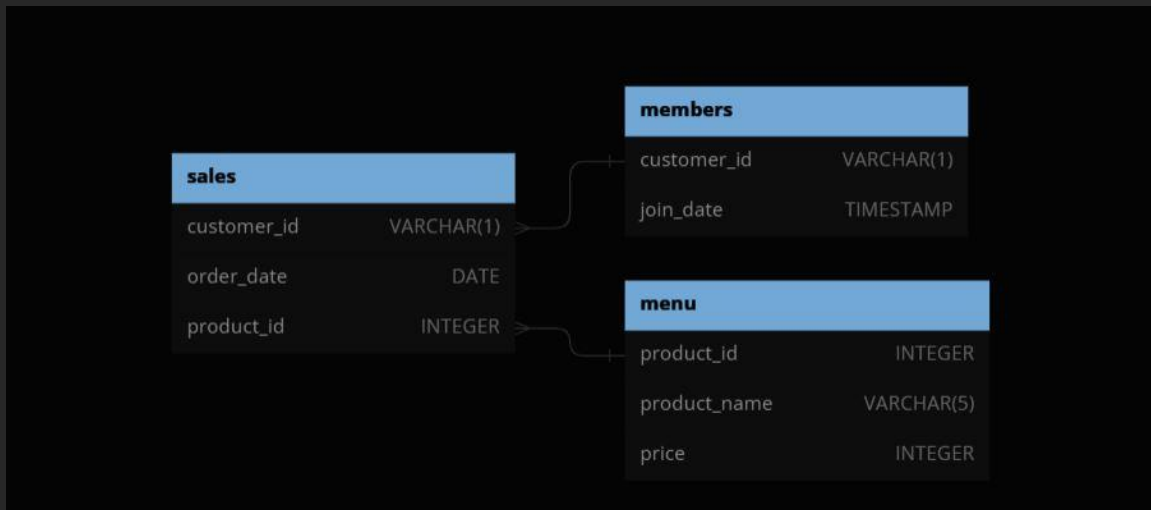 sales
customer_id VARCHAR(1)
order_date DATE
product_id INTEGER
members
customer_id VARCHAR(1)
join_date TIMESTAMP
menu
product_id INTEGER
product_name VARCHAR(5)
price INTEGER